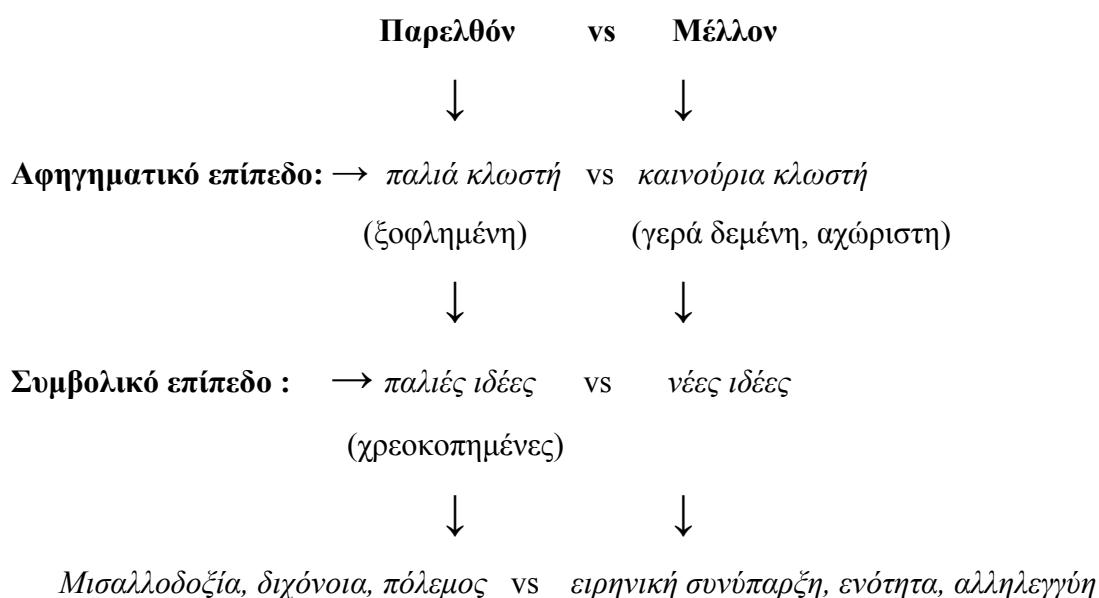 Παρελθόν vs Μέλλον
↓ ↓
Αφηγηματικό επίπεδο: → παλιά κλωστή vs καινούρια κλωστή
(ξοφλημένη) (γερά δεμένη, αχώριστη)
↓ ↓
Συμβολικό επίπεδο : → παλιές ιδέες vs νέες ιδέες
(χρεοκοπημένες)
↓ ↓
Μισαλλοδοξία, διχόνοια, πόλεμος vs ειρηνική συνύπαρξη, ενότητα, αλληλεγγύη